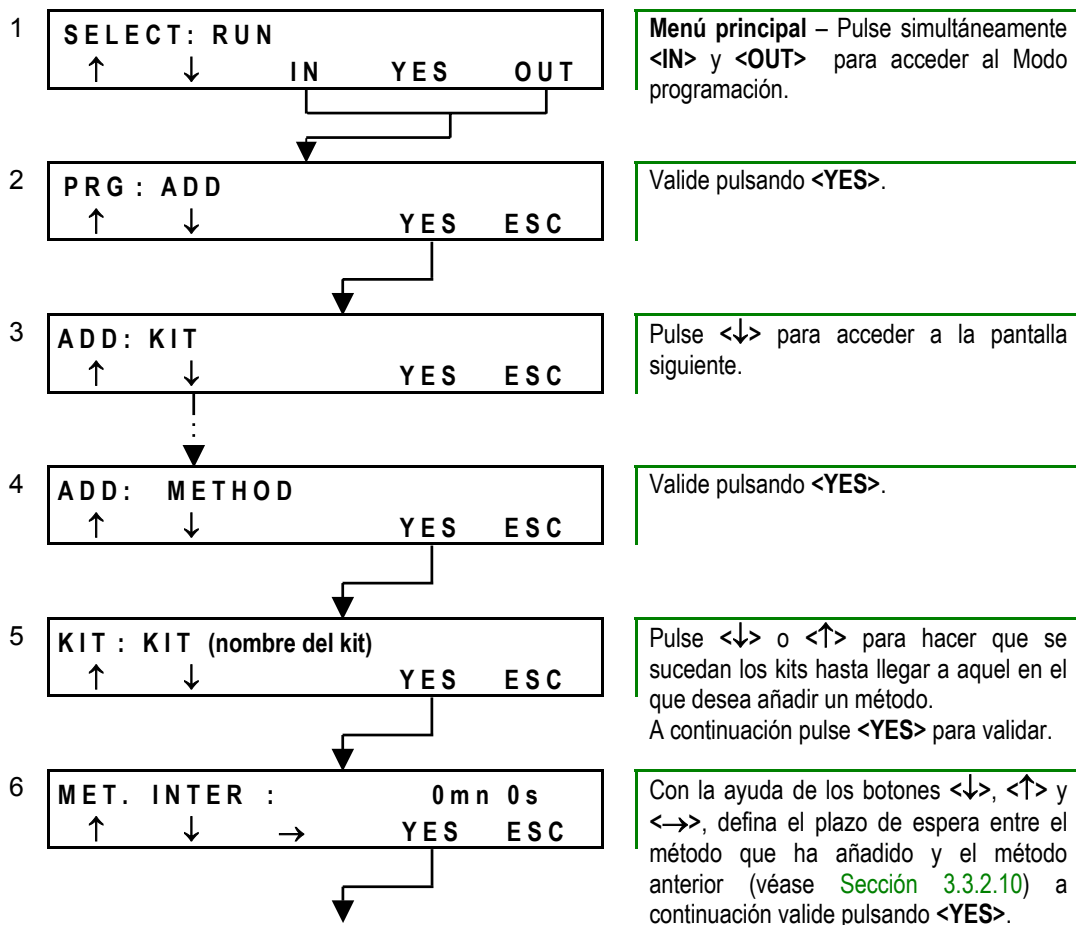 1
SELECT: RUN
↑ ↓ IN YES OUT
Menú principal – Pulse simultáneamente
<IN> y <OUT> para acceder al Modo
programación.
2
PRG: ADD
↑ ↓ YES ESC
Valide pulsando <YES>.
3
ADD: KIT
↑ ↓ YES ESC
Pulse <↓> para acceder a la pantalla
siguiente.
4
ADD: METHOD
↑ ↓ YES ESC
Valide pulsando <YES>.
5
KIT: KIT (nombre del kit)
↑ ↓ YES ESC
Pulse <↓> o <↑> para hacer que se
sucedan los kits hasta llegar a aquel en el
que desea añadir un método.
A continuación pulse <YES> para validar.
6
MET. INTER : 0mn 0s
↑ ↓ → YES ESC
Con la ayuda de los botones <↓>, <↑> y
<→>, defina el plazo de espera entre el
método que ha añadido y el método
anterior (véase Sección 3.3.2.10) a
continuación valide pulsando <YES>.